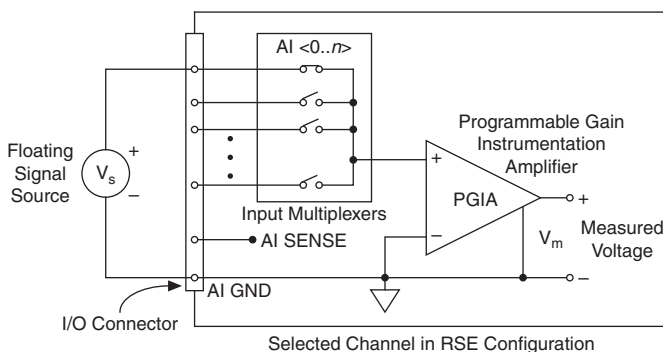 AI <0..n>
Programmable Gain
Instrumentation
Amplifier
Floating
Signal
Source
+
Vs
−
+
PGIA
−
+
Measured
Voltage
Vm
−
Input Multiplexers
AI SENSE
AI GND
I/O Connector
Selected Channel in RSE Configuration